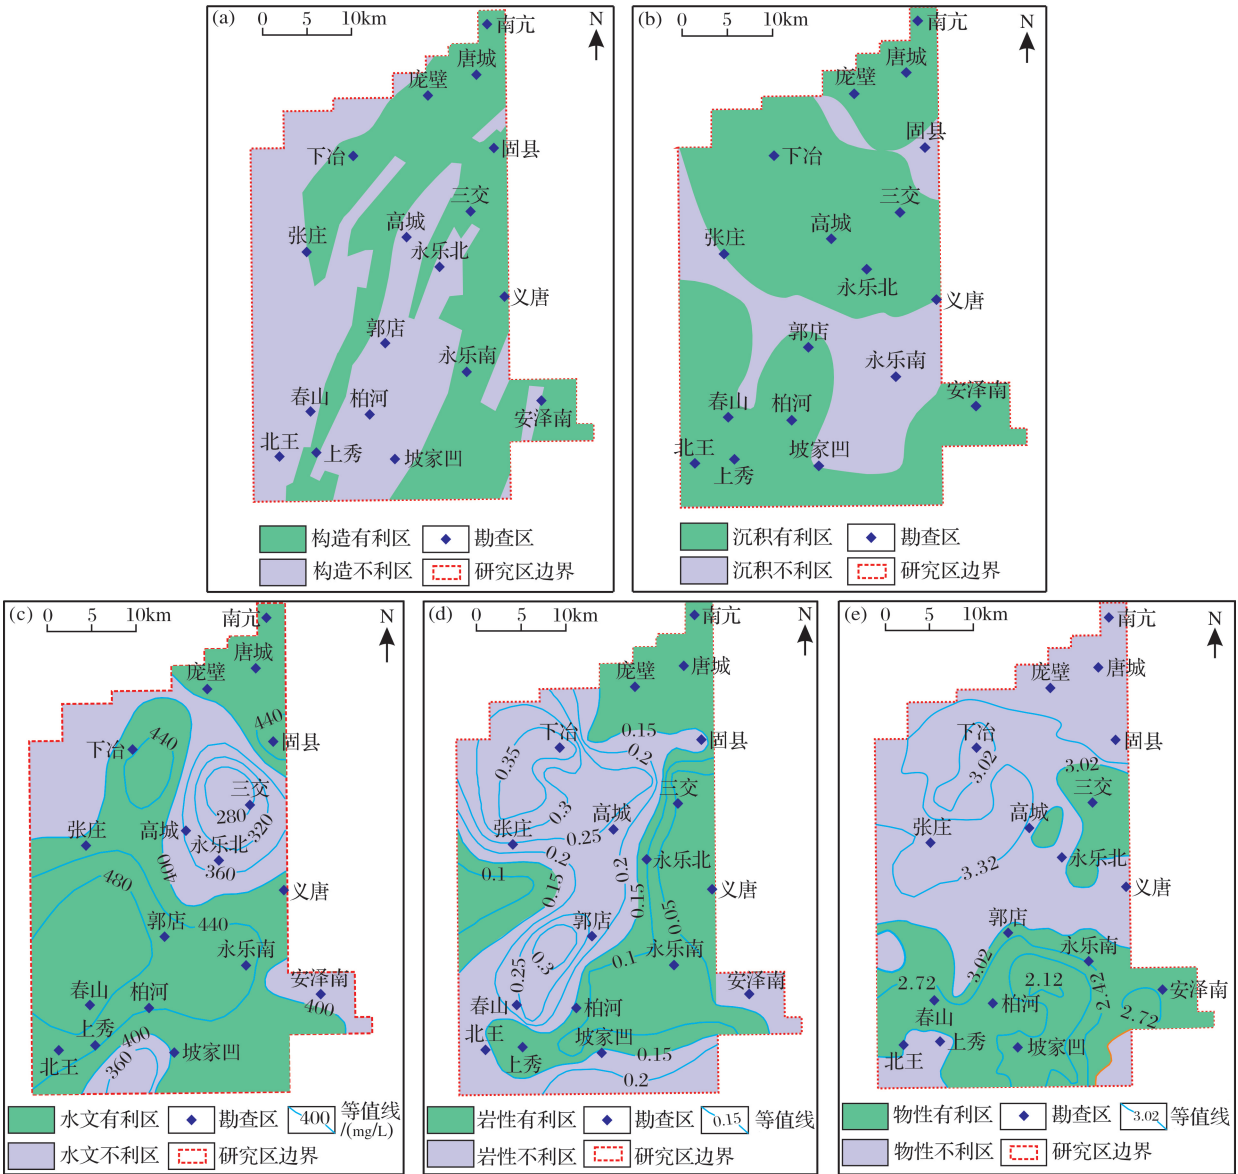 (a)
0 5 10km
N
南亢
唐城
庞壁
固县
下冶
三交
高城
张庄
永乐北
义唐
郭店
永乐南
春山
柏河
安泽南
北王
上秀
坡家凹
构造有利区
勘查区
构造不利区
研究区边界
(b)
0 5 10km
N
南亢
唐城
庞壁
固县
下冶
三交
高城
张庄
永乐北
义唐
郭店
永乐南
安泽南
春山
柏河
北王
上秀
坡家凹
沉积有利区
勘查区
沉积不利区
研究区边界
(c)
0 5 10km
N
南亢
唐城
庞壁
440
固县
440
下冶
三交
280
320
张庄
高城
永乐北
400
360
480
义唐
440
郭店
永乐南
安泽南
400
春山
柏河
上秀
400
北王
360
坡家凹
水文有利区
勘查区
400
等值线
/(mg/L)
水文不利区
研究区边界
(d)
0 5 10km
N
南亢
唐城
庞壁
0.15
固县
下冶
0.2
0.35
三交
0.3
高城
张庄
0.25
0.2
永乐北
0.1
0.15
0.2
0.15
义唐
0.05
郭店
永乐南
0.3
0.1
0.25
安泽南
春山
柏河
北王
上秀
坡家凹
0.15
0.2
岩性有利区
勘查区
0.15
等值线
岩性不利区
研究区边界
(e)
0 5 10km
N
南亢
唐城
庞壁
下冶
固县
3.02
3.02
三交
高城
张庄
永乐北
3.32
义唐
郭店
永乐南
3.02
2.72
2.12
2.42
安泽南
柏河
春山
2.72
上秀
北王
坡家凹
物性有利区
勘查区
3.02
等值线
物性不利区
研究区边界